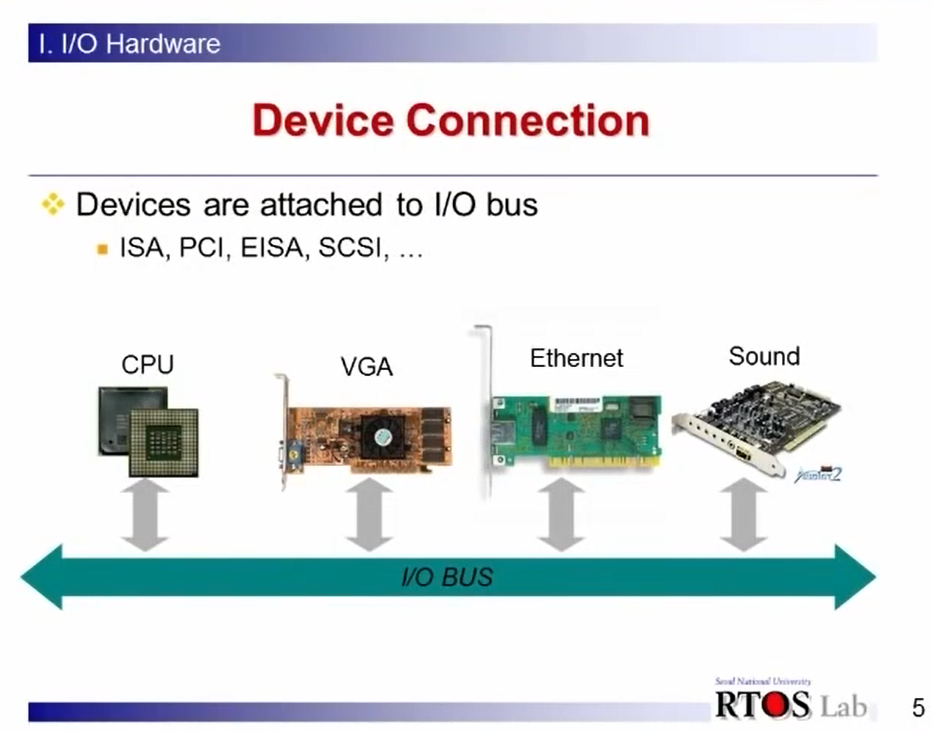 I. I/O Hardware
Device Connection
Devices are attached to I/O bus
ISA, PCI, EISA, SCSI, …
CPU
VGA
Ethernet
Sound
I/O BUS
Seoul National University
RTOS Lab
5